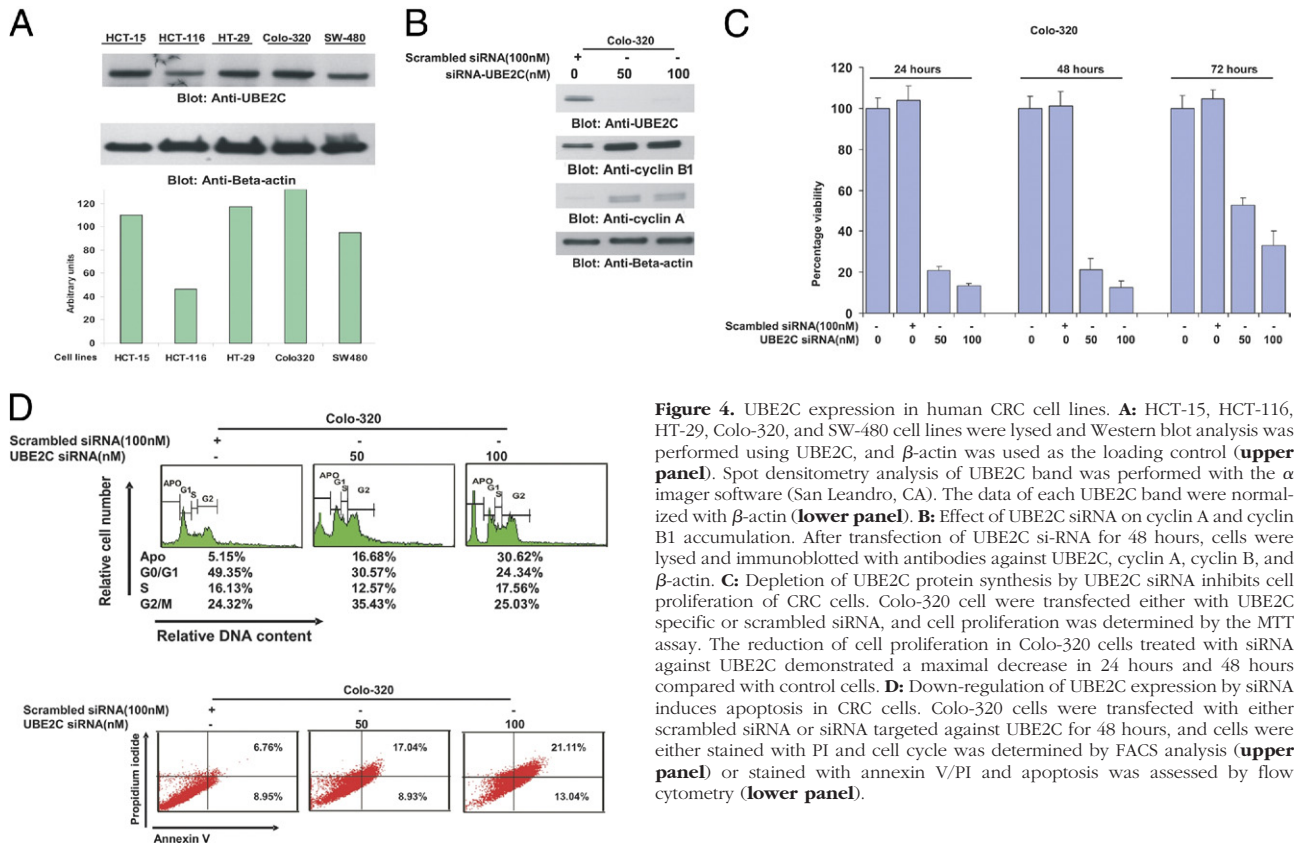 A
HCT-15 HCT-116 HT-29 Colo-320 SW-480
Blot: Anti-UBE2C
Blot: Anti-Beta-actin
Arbitrary units
120
100
80
60
40
20
0
Cell lines HCT-15 HCT-116 HT-29 Colo320 SW480
B
Colo-320
Scrambled siRNA(100nM) + - -
siRNA-UBE2C(nM) 0 50 100
Blot: Anti-UBE2C
Blot: Anti-cyclin B1
Blot: Anti-cyclin A
Blot: Anti-Beta-actin
C
Colo-320
24 hours 48 hours 72 hours
Percentage viability
120
100
80
60
40
20
0
Scambled siRNA(100nM) - + - - - + - - - + - -
UBE2C siRNA(nM) 0 0 50 100 0 0 50 100 0 0 50 100
D
Colo-320
Scrambled siRNA(100nM) + - -
UBE2C siRNA(nM) - 50 100
Relative cell number
APO G1 S G2 APO G1 S G2 APO G1 S G2
Apo 5.15% 16.68% 30.62%
G0/G1 49.35% 30.57% 24.34%
S 16.13% 12.57% 17.56%
G2/M 24.32% 35.43% 25.03%
Relative DNA content
Colo-320
Scrambled siRNA(100nM) + - -
UBE2C siRNA(nM) - 50 100
Propidium iodide
6.76% 17.04% 21.11%
8.95% 8.93% 13.04%
Annexin V
Figure 4. UBE2C expression in human CRC cell lines. A: HCT-15, HCT-116,
HT-29, Colo-320, and SW-480 cell lines were lysed and Western blot analysis was
performed using UBE2C, and β-actin was used as the loading control (upper
panel). Spot densitometry analysis of UBE2C band was performed with the α
imager software (San Leandro, CA). The data of each UBE2C band were normal-
ized with β-actin (lower panel). B: Effect of UBE2C siRNA on cyclin A and cyclin
B1 accumulation. After transfection of UBE2C si-RNA for 48 hours, cells were
lysed and immunoblotted with antibodies against UBE2C, cyclin A, cyclin B, and
β-actin. C: Depletion of UBE2C protein synthesis by UBE2C siRNA inhibits cell
proliferation of CRC cells. Colo-320 cell were transfected either with UBE2C
specific or scrambled siRNA, and cell proliferation was determined by the MTT
assay. The reduction of cell proliferation in Colo-320 cells treated with siRNA
against UBE2C demonstrated a maximal decrease in 24 hours and 48 hours
compared with control cells. D: Down-regulation of UBE2C expression by siRNA
induces apoptosis in CRC cells. Colo-320 cells were transfected with either
scrambled siRNA or siRNA targeted against UBE2C for 48 hours, and cells were
either stained with PI and cell cycle was determined by FACS analysis (upper
panel) or stained with annexin V/PI and apoptosis was assessed by flow
cytometry (lower panel).